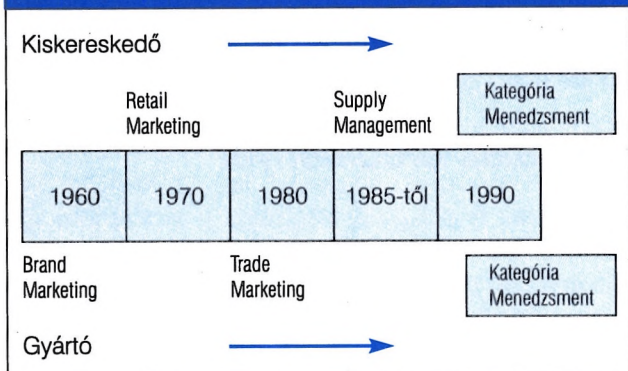 Kiskereskedő
Retail
Marketing
Supply
Management
Kategória
Menedzsment
1960
1970
1980
1985-től
1990
Brand
Marketing
Trade
Marketing
Kategória
Menedzsment
Gyártó